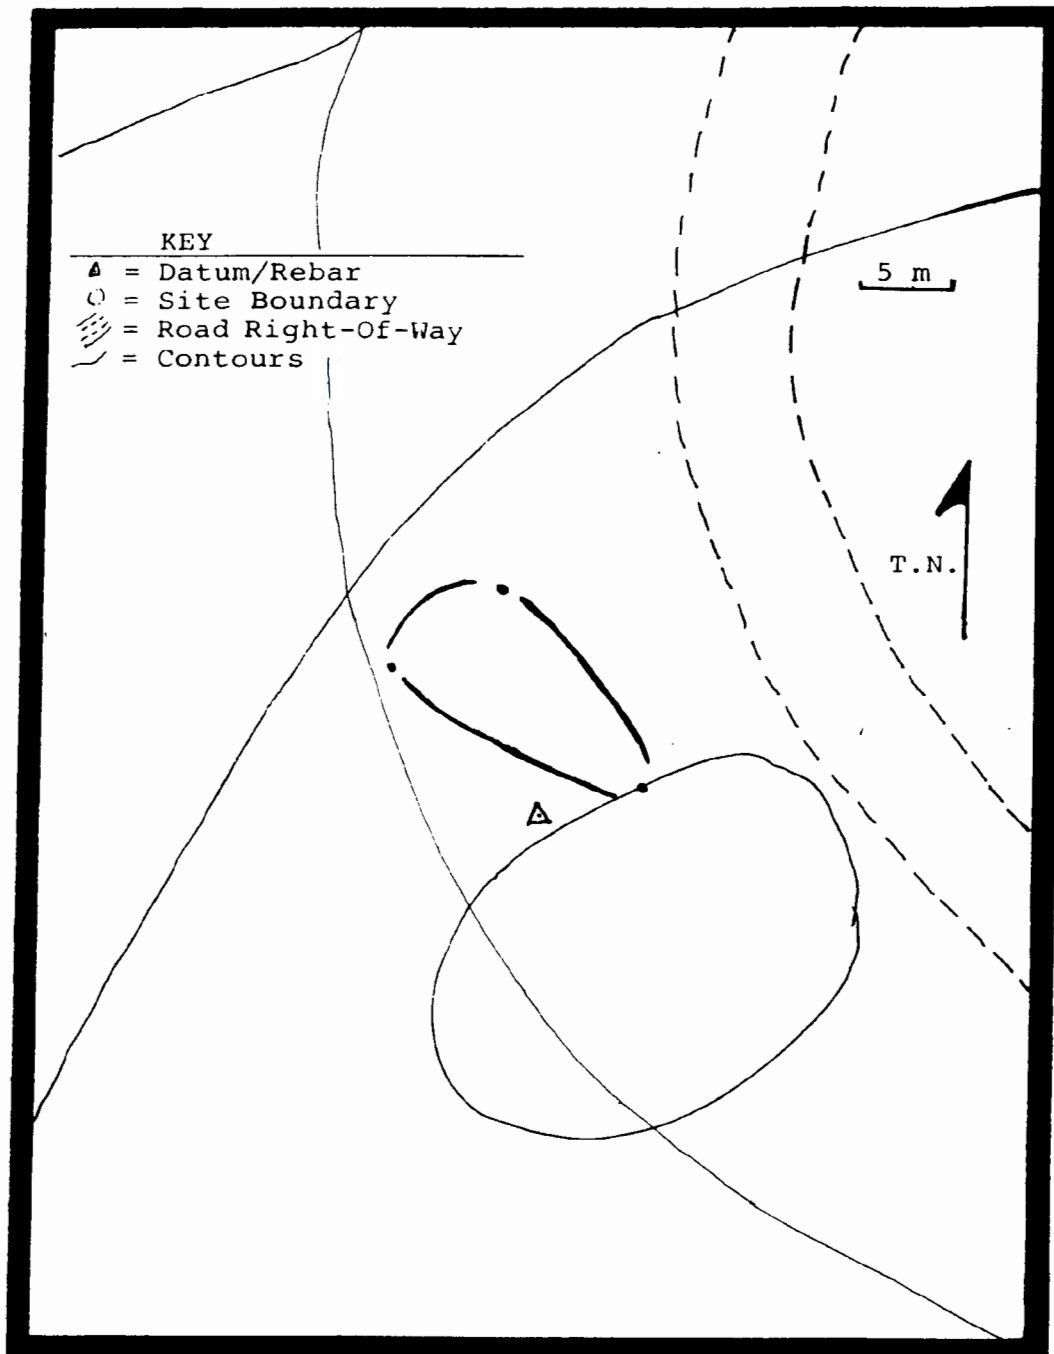 KEY
= Datum/Rebar
= Site Boundary
= Road Right-Of-Way
= Contours
5 m
T.N.